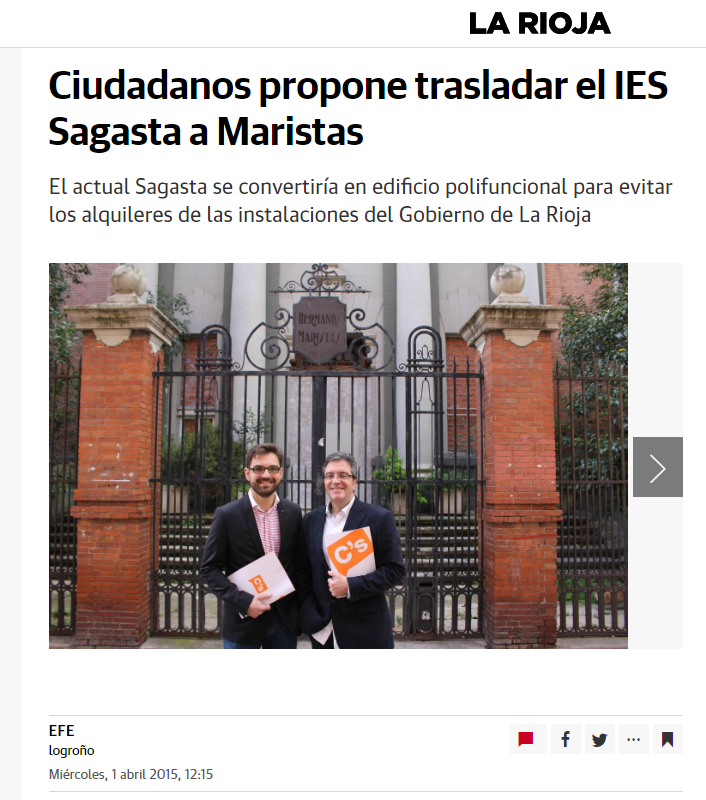 LA RIOJA
Ciudadanos propone trasladar el IES
Sagasta a Maristas
El actual Sagasta se convertiría en edificio polifuncional para evitar
los alquileres de las instalaciones del Gobierno de La Rioja
HERMANOS
MARISTAS
C's
C's
EFE
logroño
Miércoles, 1 abril 2015, 12:15